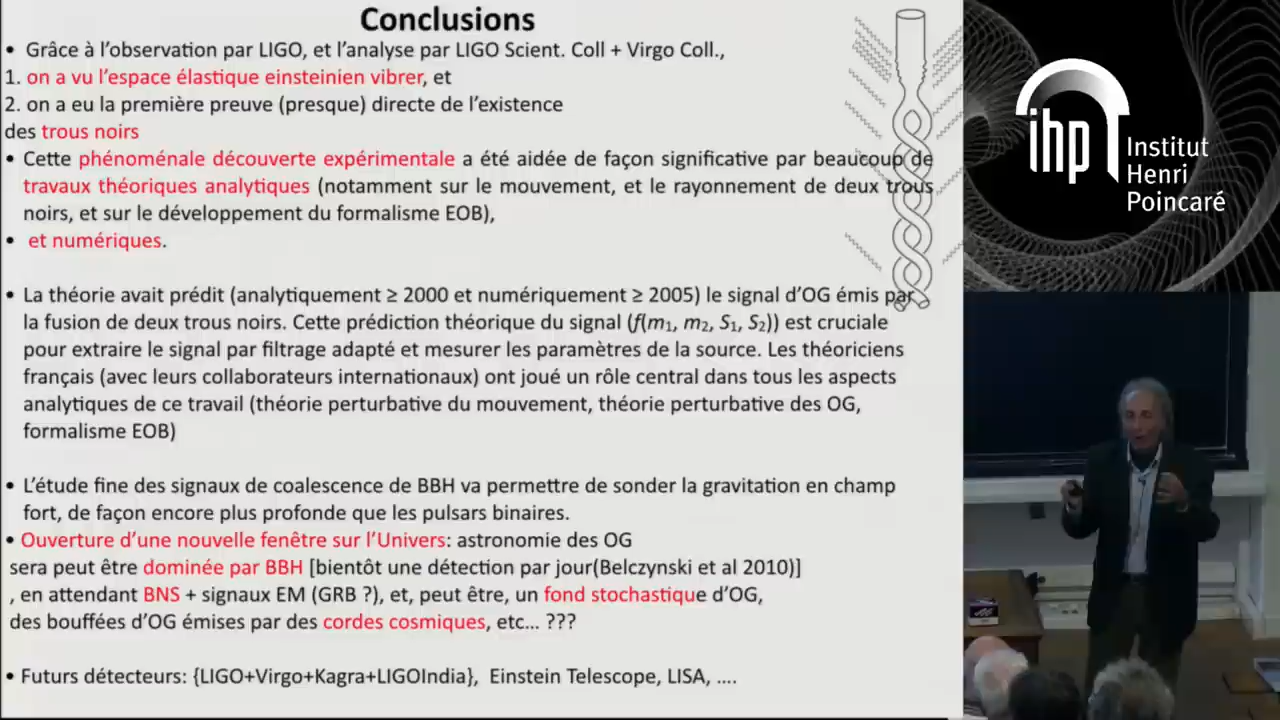 Conclusions
• Grâce à l'observation par LIGO, et l'analyse par LIGO Scient. Coll + Virgo Coll.,
1. on a vu l'espace élastique einsteinien vibrer, et
2. on a eu la première preuve (presque) directe de l'existence
des trous noirs
• Cette phénoménale découverte expérimentale a été aidée de façon significative par beaucoup de
travaux théoriques analytiques (notamment sur le mouvement, et le rayonnement de deux trous
noirs, et sur le développement du formalisme EOB),
• et numériques.
• La théorie avait prédit (analytiquement ≥ 2000 et numériquement ≥ 2005) le signal d'OG émis par
la fusion de deux trous noirs. Cette prédiction théorique du signal (f(m₁, m₂, S₁, S₂)) est cruciale
pour extraire le signal par filtrage adapté et mesurer les paramètres de la source. Les théoriciens
français (avec leurs collaborateurs internationaux) ont joué un rôle central dans tous les aspects
analytiques de ce travail (théorie perturbative du mouvement, théorie perturbative des OG,
formalisme EOB)
• L'étude fine des signaux de coalescence de BBH va permettre de sonder la gravitation en champ
fort, de façon encore plus profonde que les pulsars binaires.
• Ouverture d'une nouvelle fenêtre sur l'Univers: astronomie des OG
sera peut être dominée par BBH [bientôt une détection par jour(Belczynski et al 2010)]
, en attendant BNS + signaux EM (GRB ?), et, peut être, un fond stochastique d'OG,
des bouffées d'OG émises par des cordes cosmiques, etc... ???
• Futurs détecteurs: {LIGO+Virgo+Kagra+LIGOIndia}, Einstein Telescope, LISA, ....
ihp
Institut
Henri
Poincaré